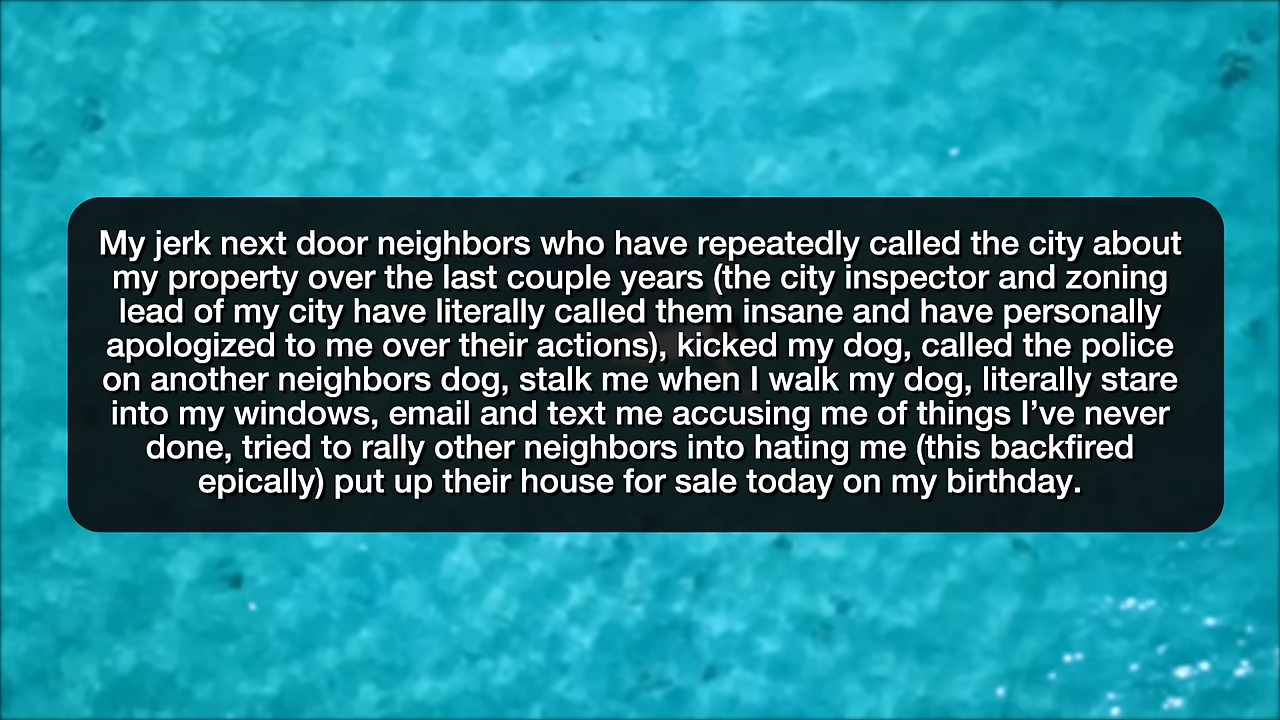 My jerk next door neighbors who have repeatedly called the city about
my property over the last couple years (the city inspector and zoning
lead of my city have literally called them insane and have personally
apologized to me over their actions), kicked my dog, called the police
on another neighbors dog, stalk me when I walk my dog, literally stare
into my windows, email and text me accusing me of things I’ve never
done, tried to rally other neighbors into hating me (this backfired
epically) put up their house for sale today on my birthday.